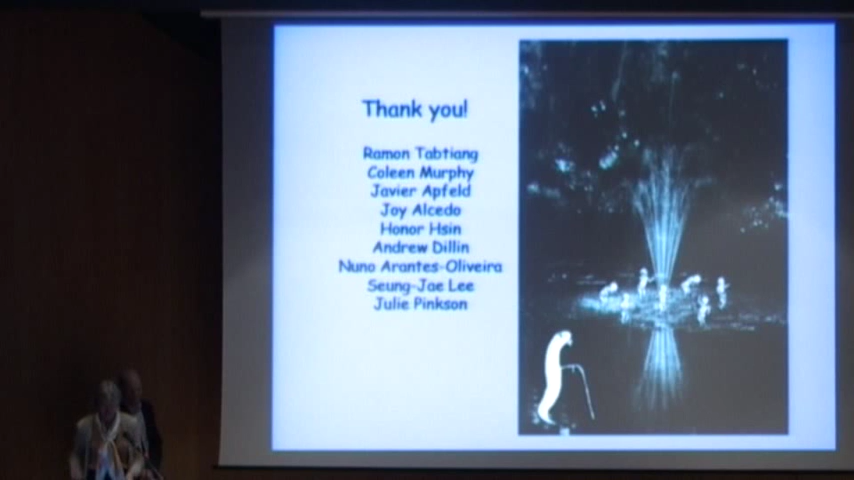 Thank you!
Ramon Tabtiang
Coleen Murphy
Javier Apfeld
Joy Alcedo
Honor Hsin
Andrew Dillin
Nuno Arantes-Oliveira
Seung-Jae Lee
Julie Pinkson